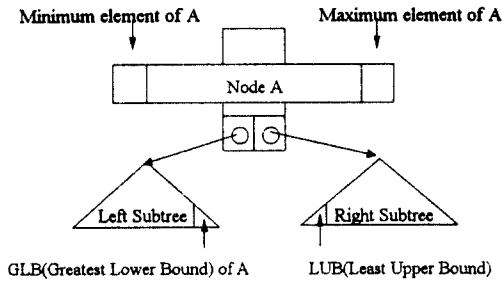 Minimum element of A
Maximum element of A
Node A
Left Subtree
Right Subtree
GLB(Greatest Lower Bound) of A
LUB(Least Upper Bound)